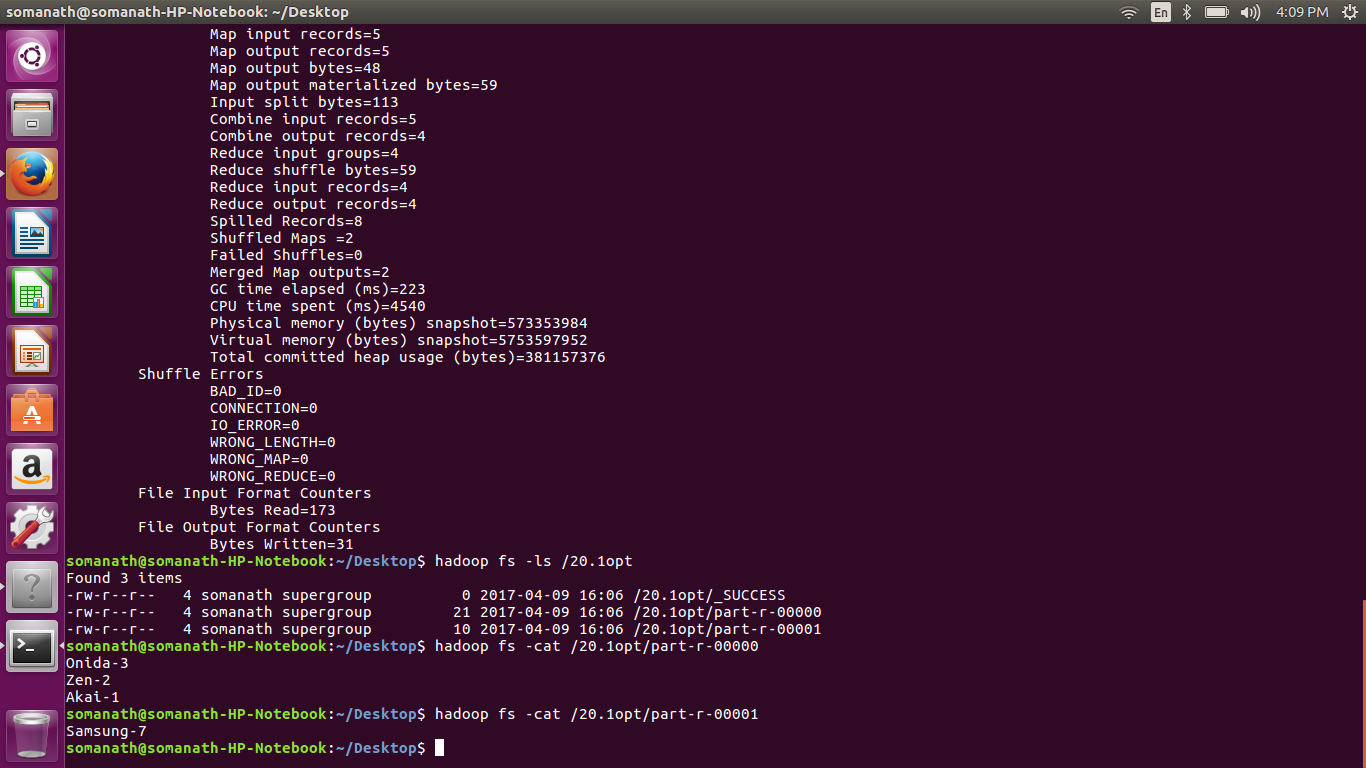 somanath@somanath-HP-Notebook: ~/Desktop
En
4:09 PM
Map input records=5
Map output records=5
Map output bytes=48
Map output materialized bytes=59
Input split bytes=113
Combine input records=5
Combine output records=4
Reduce input groups=4
Reduce shuffle bytes=59
Reduce input records=4
Reduce output records=4
Spilled Records=8
Shuffled Maps =2
Failed Shuffles=0
Merged Map outputs=2
GC time elapsed (ms)=223
CPU time spent (ms)=4540
Physical memory (bytes) snapshot=573353984
Virtual memory (bytes) snapshot=5753597952
Total committed heap usage (bytes)=381157376
Shuffle Errors
BAD_ID=0
CONNECTION=0
IO_ERROR=0
WRONG_LENGTH=0
WRONG_MAP=0
WRONG_REDUCE=0
File Input Format Counters
Bytes Read=173
File Output Format Counters
Bytes Written=31
somanath@somanath-HP-Notebook:~/Desktop$ hadoop fs -ls /20.1opt
Found 3 items
-rw-r--r--   4 somanath supergroup          0 2017-04-09 16:06 /20.1opt/_SUCCESS
-rw-r--r--   4 somanath supergroup         21 2017-04-09 16:06 /20.1opt/part-r-00000
-rw-r--r--   4 somanath supergroup         10 2017-04-09 16:06 /20.1opt/part-r-00001
somanath@somanath-HP-Notebook:~/Desktop$ hadoop fs -cat /20.1opt/part-r-00000
Onida-3
Zen-2
Akai-1
somanath@somanath-HP-Notebook:~/Desktop$ hadoop fs -cat /20.1opt/part-r-00001
Samsung-7
somanath@somanath-HP-Notebook:~/Desktop$